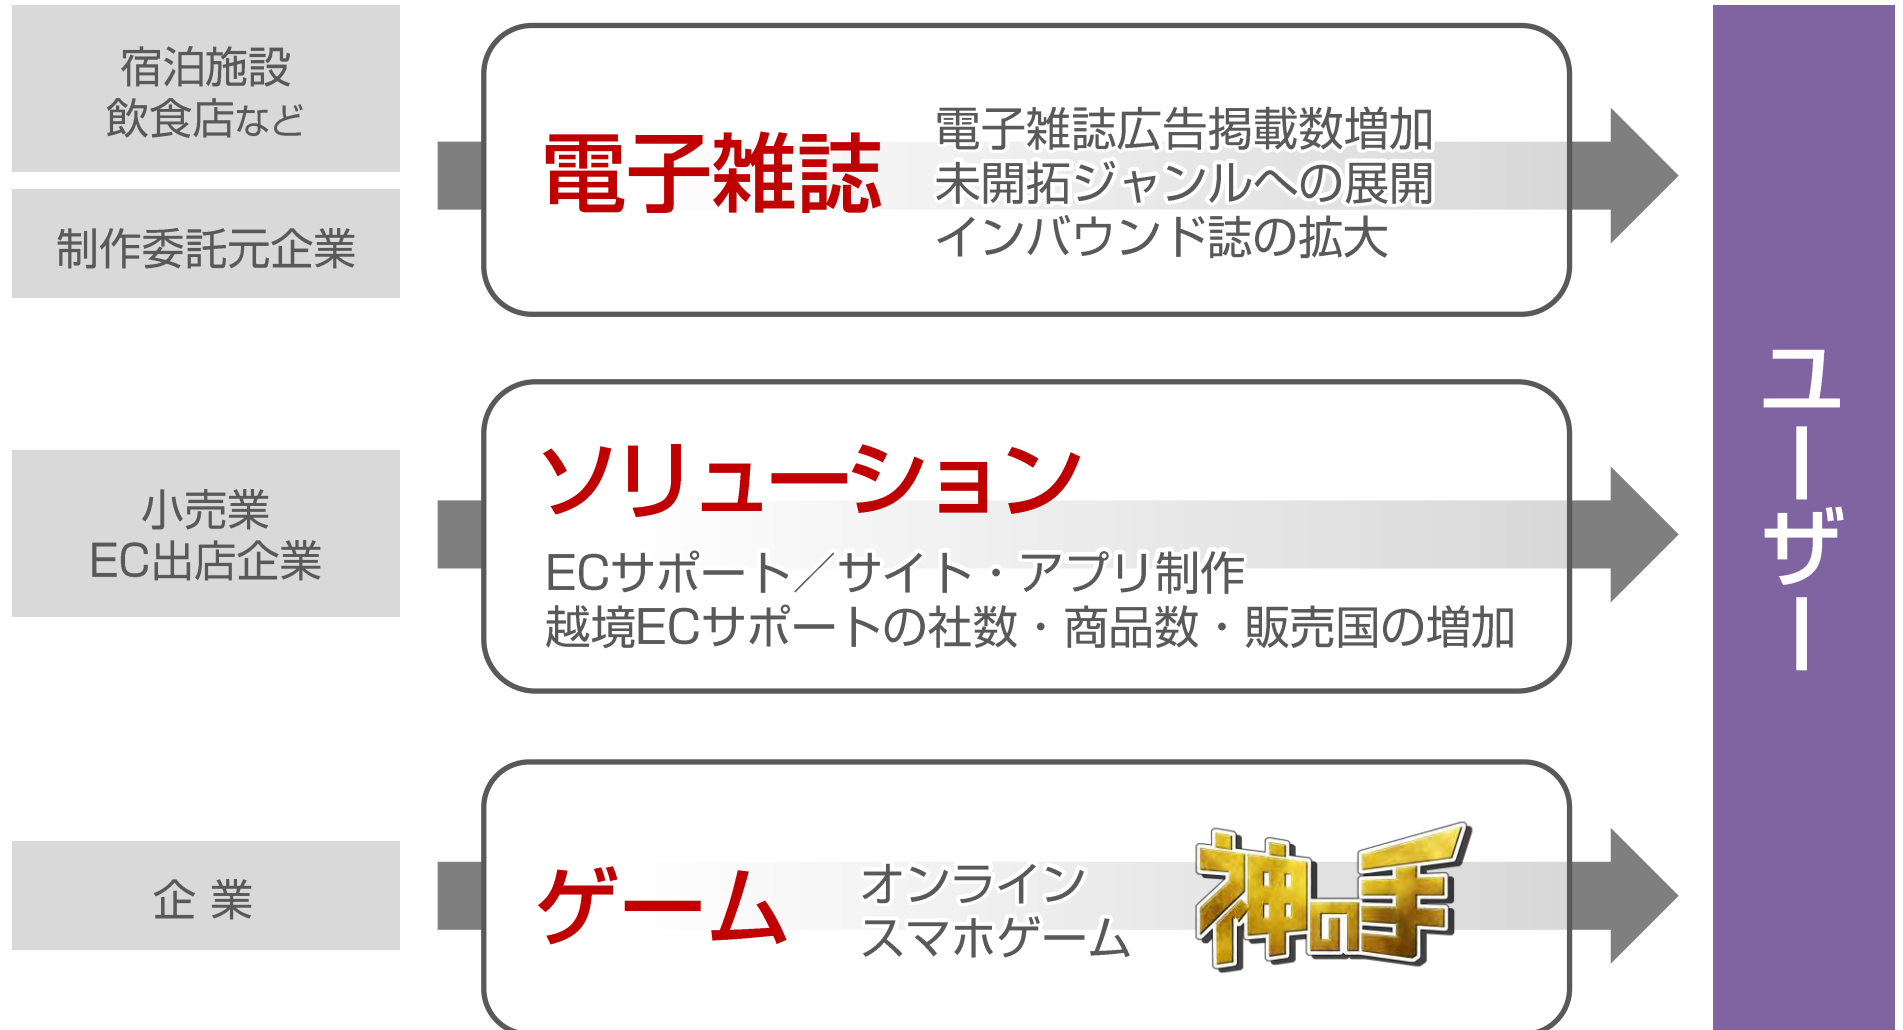 宿泊施設
飲食店など
制作委託元企業
電子雑誌
電子雑誌広告掲載数増加
未開拓ジャンルへの展開
インバウンド誌の拡大
小売業
EC出店企業
ソリューション
ECサポート／サイト・アプリ制作
越境ECサポートの社数・商品数・販売国の増加
企 業
ゲーム
オンライン
スマホゲーム
神の手
ユーザー